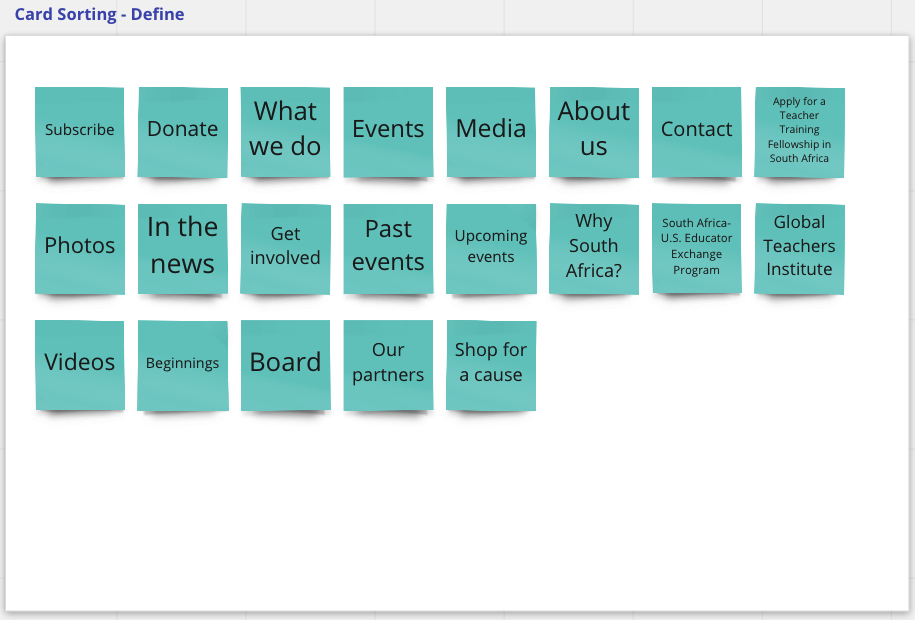 Card Sorting - Define
Subscribe
Donate
What
we do
Events
Media
About
us
Contact
Apply for a
Teacher
Training
Fellowship in
South Africa
Photos
In the
news
Get
involved
Past
events
Upcoming
events
Why
South
Africa?
South Africa-
U.S. Educator
Exchange
Program
Global
Teachers
Institute
Videos
Beginnings
Board
Our
partners
Shop for
a cause